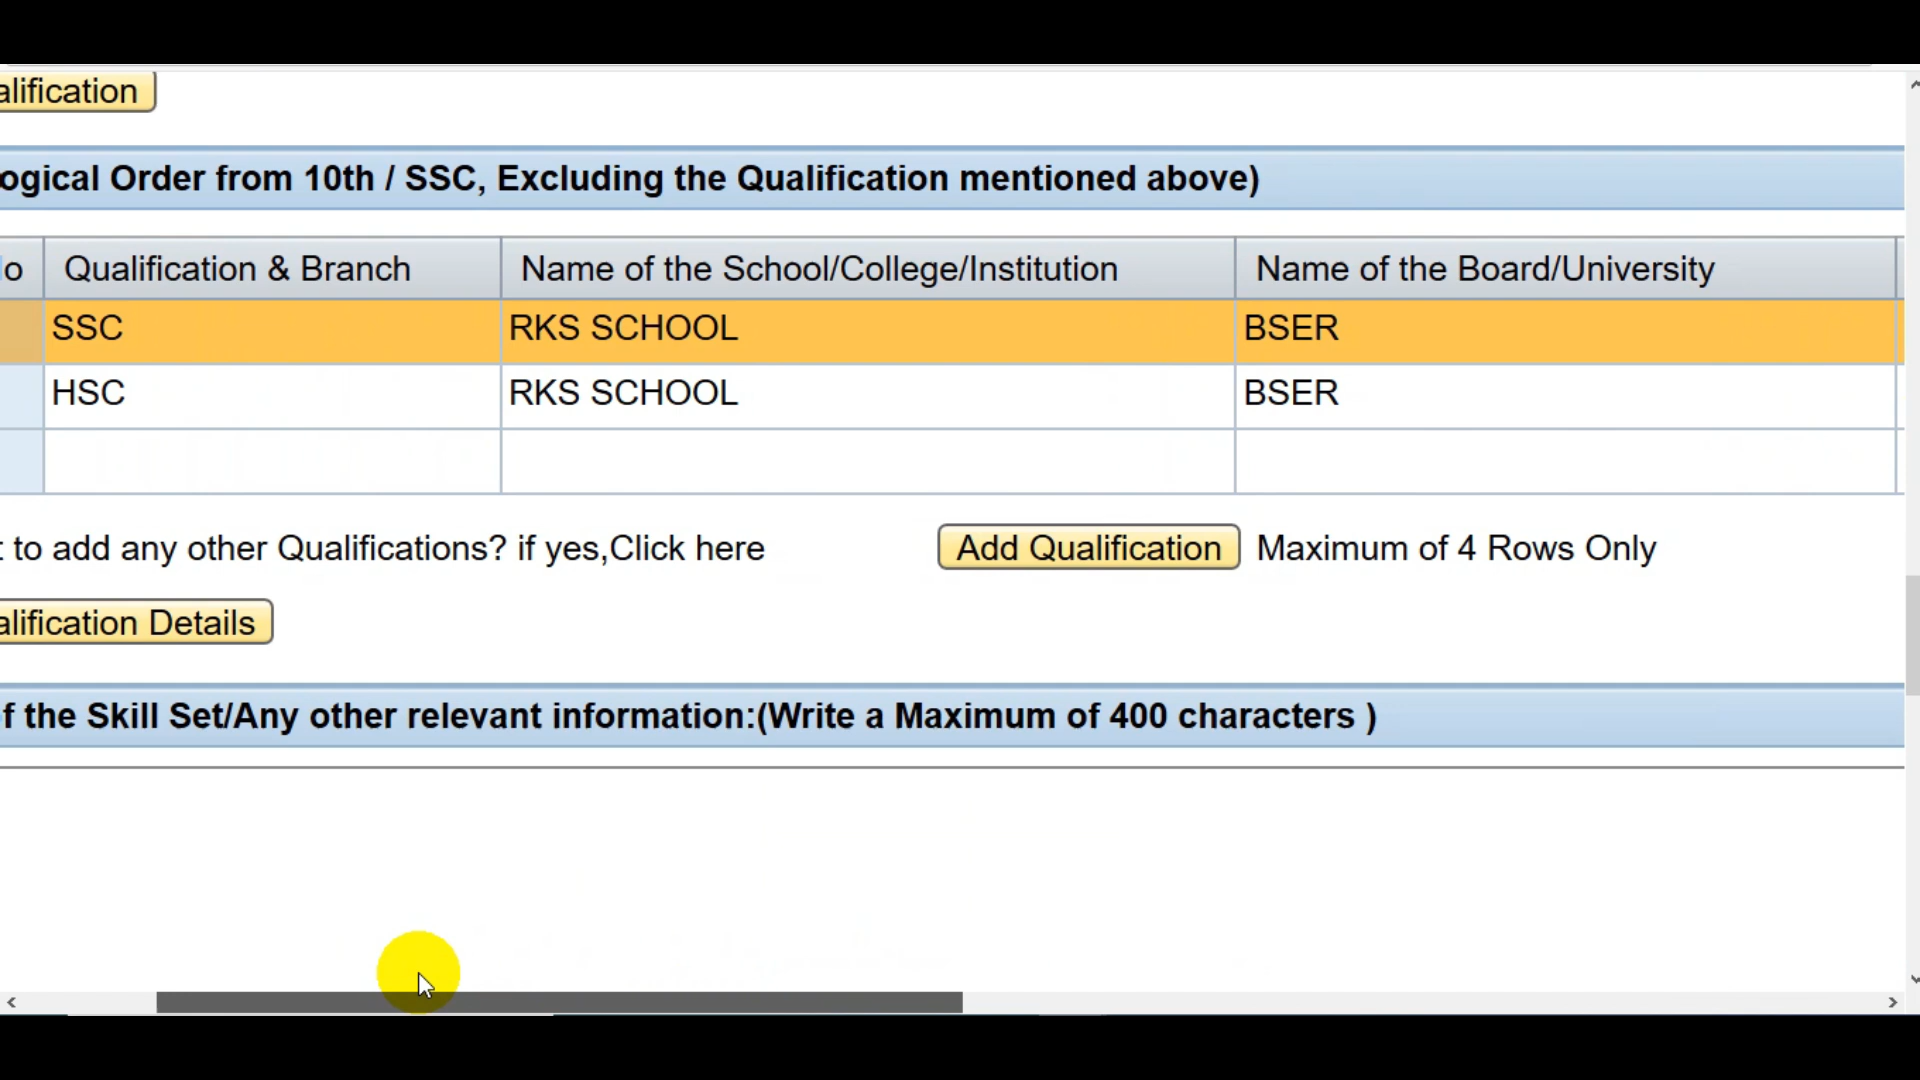 alification
ogical Order from 10th / SSC, Excluding the Qualification mentioned above)
lo Qualification & Branch Name of the School/College/Institution Name of the Board/University
SSC RKS SCHOOL BSER
HSC RKS SCHOOL BSER
t to add any other Qualifications? if yes,Click here Add Qualification Maximum of 4 Rows Only
alification Details
f the Skill Set/Any other relevant information:(Write a Maximum of 400 characters )